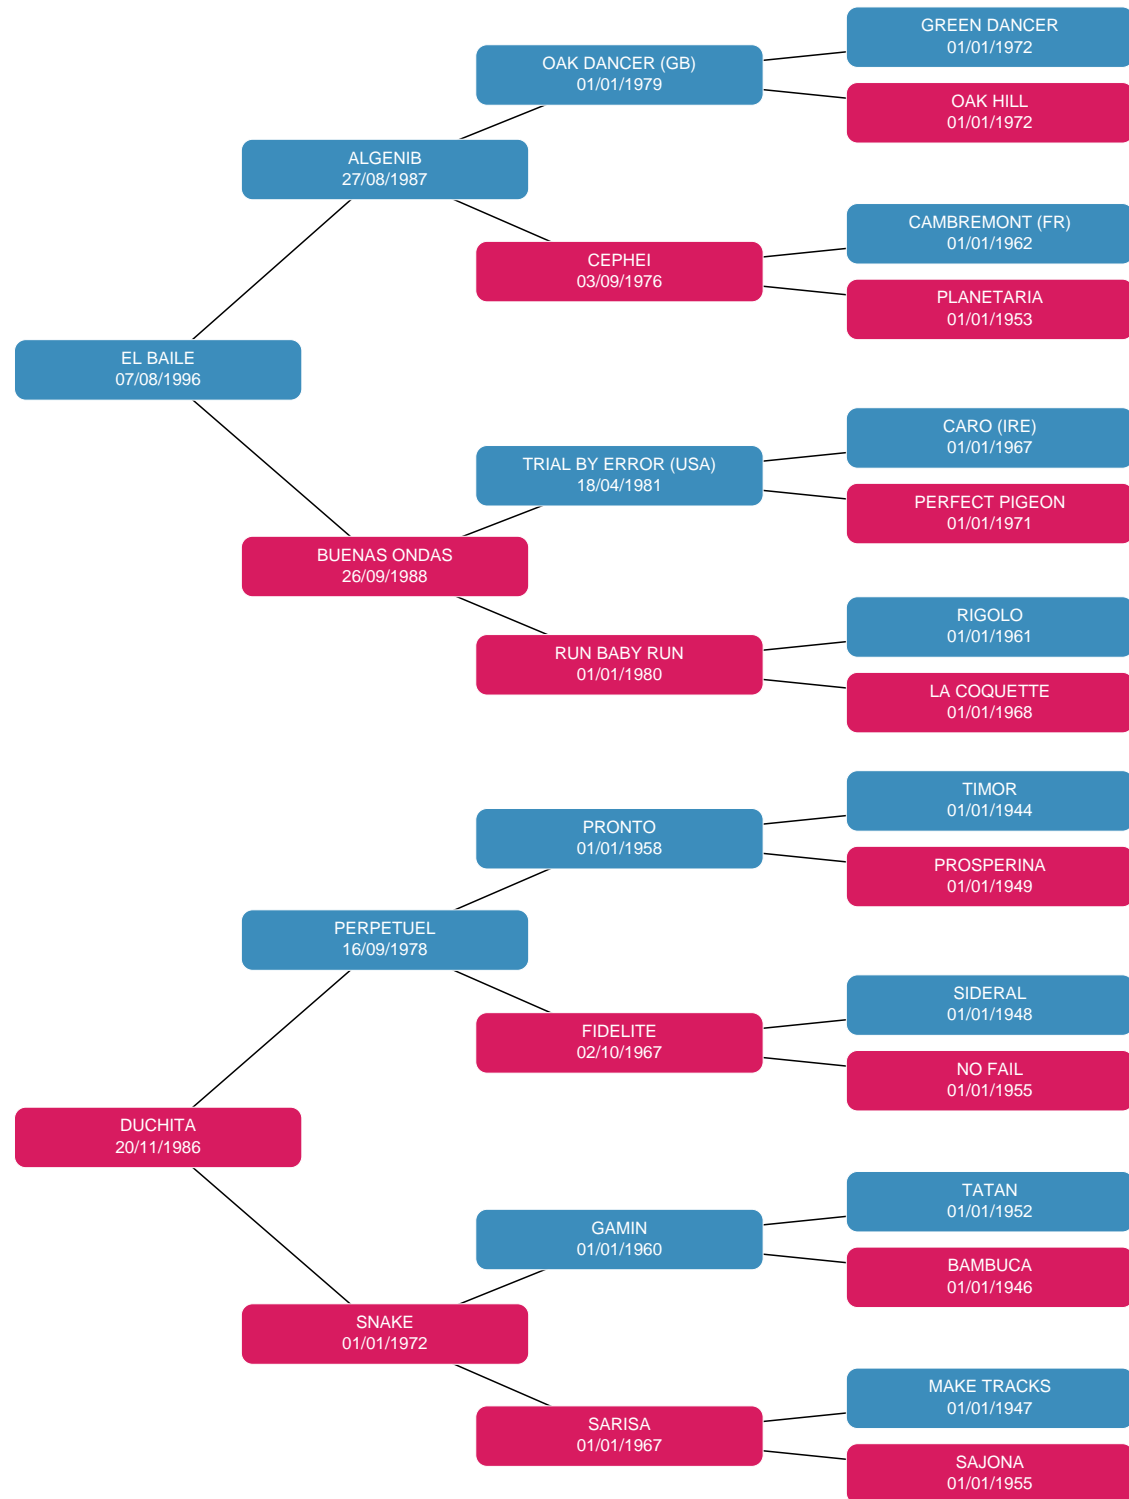 GREEN DANCER
01/01/1972
OAK DANCER (GB)
01/01/1979
OAK HILL
01/01/1972
ALGENIB
27/08/1987
CAMBREMONT (FR)
01/01/1962
CEPHEI
03/09/1976
PLANETARIA
01/01/1953
EL BAILE
07/08/1996
CARO (IRE)
01/01/1967
TRIAL BY ERROR (USA)
18/04/1981
PERFECT PIGEON
01/01/1971
BUENAS ONDAS
26/09/1988
RIGOLO
01/01/1961
RUN BABY RUN
01/01/1980
LA COQUETTE
01/01/1968
TIMOR
01/01/1944
PRONTO
01/01/1958
PROSPERINA
01/01/1949
PERPETUEL
16/09/1978
SIDERAL
01/01/1948
FIDELITE
02/10/1967
NO FAIL
01/01/1955
DUCHITA
20/11/1986
TATAN
01/01/1952
GAMIN
01/01/1960
BAMBUCA
01/01/1946
SNAKE
01/01/1972
MAKE TRACKS
01/01/1947
SARISA
01/01/1967
SAJONA
01/01/1955